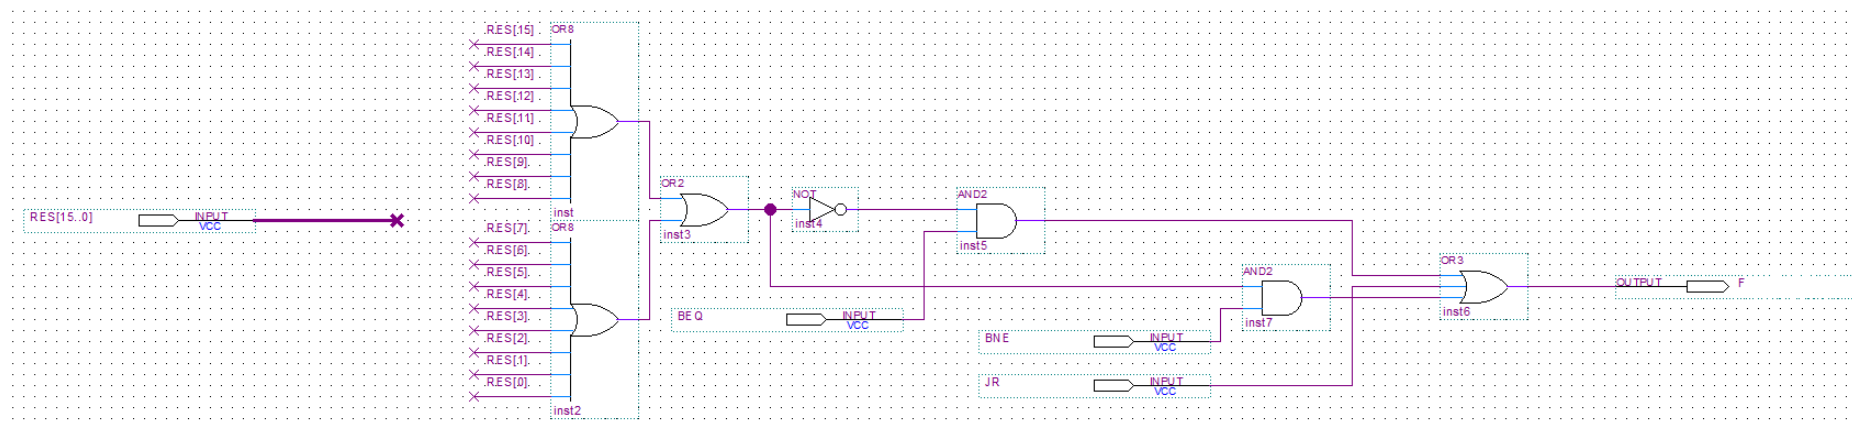 RES[15..0]
INPUT
VCC
RES[15]
RES[14]
RES[13]
RES[12]
RES[11]
RES[10]
RES[9]
RES[8]
OR8
inst
RES[7]
RES[6]
RES[5]
RES[4]
RES[3]
RES[2]
RES[1]
RES[0]
OR8
inst2
OR2
inst3
NOT
inst4
AND2
inst5
BEQ
INPUT
VCC
AND2
inst7
BNE
INPUT
VCC
JR
INPUT
VCC
OR3
inst6
OUTPUT
F